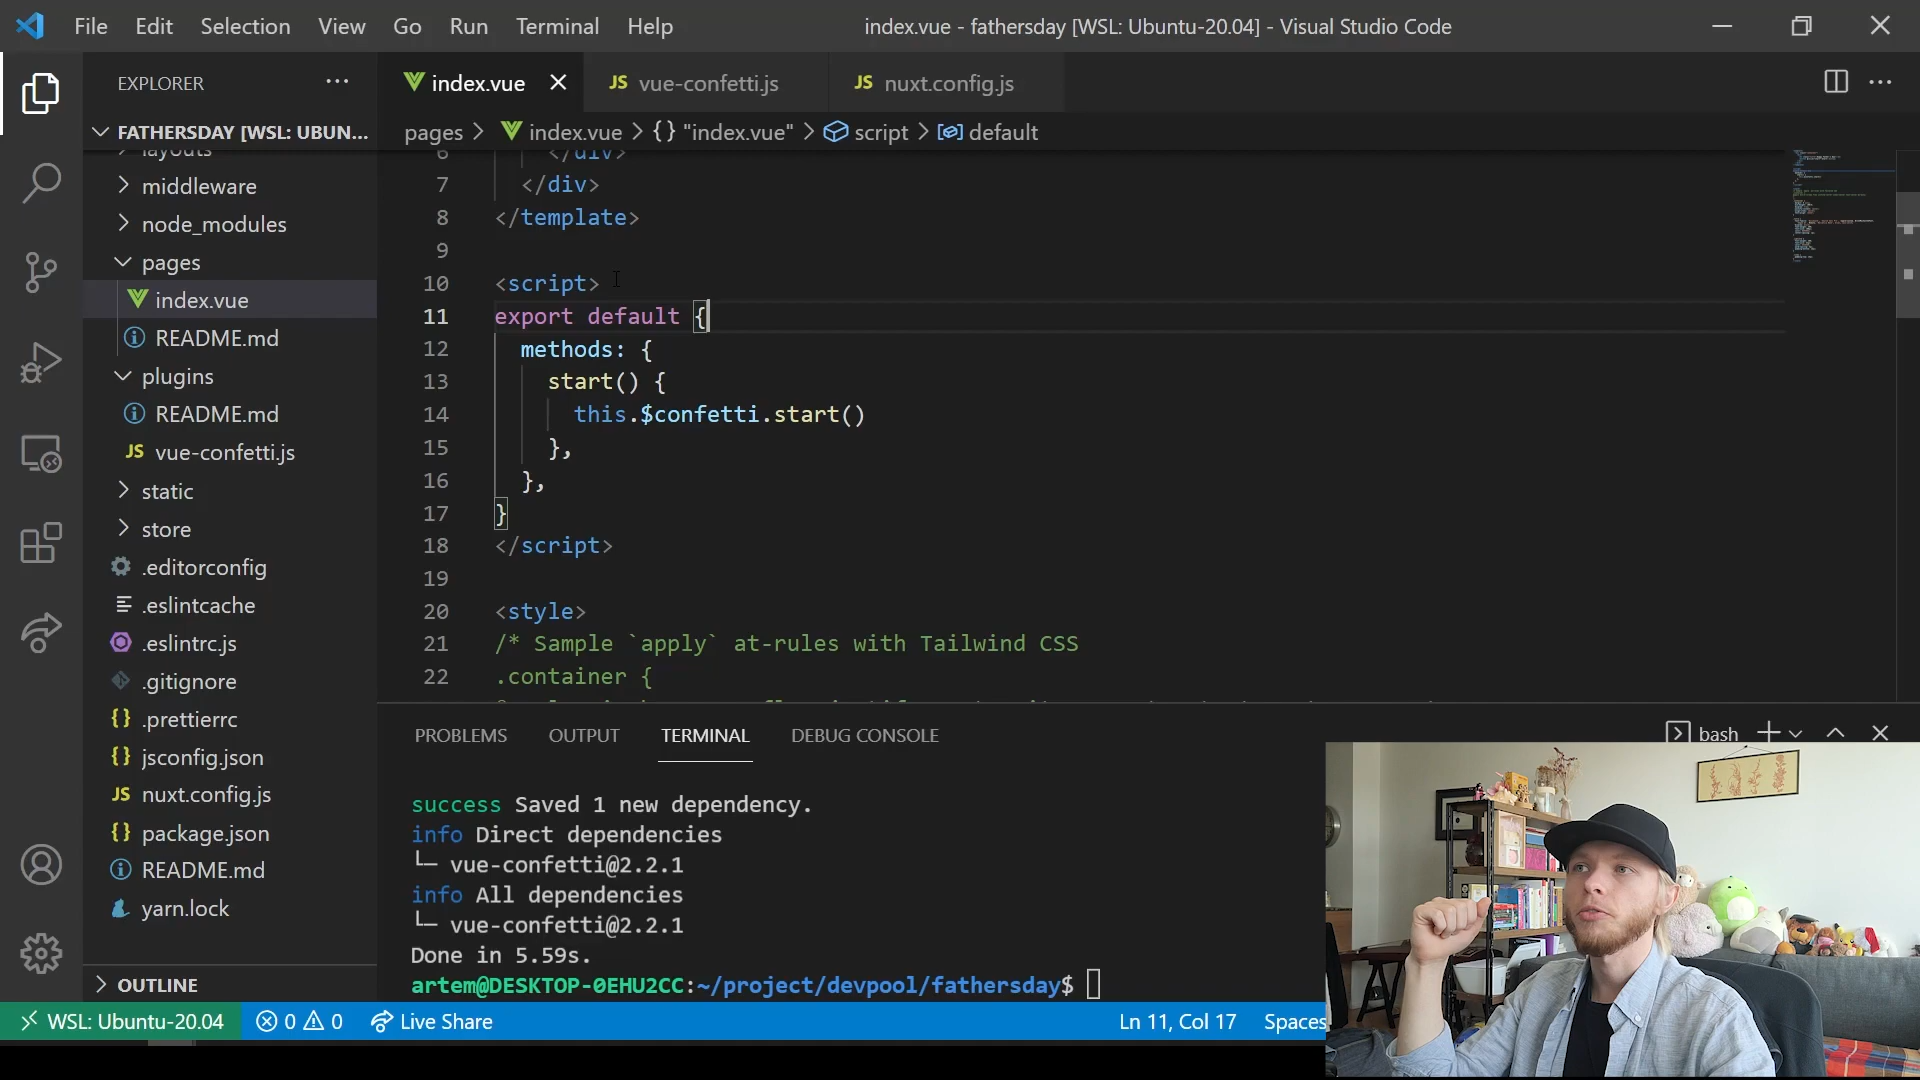 File Edit Selection View Go Run Terminal Help
index.vue - fathersday [WSL: Ubuntu-20.04] - Visual Studio Code
EXPLORER
FATHERSDAY [WSL: UBUN...
layouts
middleware
node_modules
pages
index.vue
README.md
plugins
README.md
JS vue-confetti.js
static
store
.editorconfig
.eslintcache
.eslintrc.js
.gitignore
{} .prettierrc
{} jsconfig.json
JS nuxt.config.js
{} package.json
README.md
yarn.lock
OUTLINE
index.vue
JS vue-confetti.js
JS nuxt.config.js
pages > index.vue > {} "index.vue" > script > default
6 </div>
7 </div>
8 </template>
9
10 <script>
11 export default {
12 methods: {
13 start() {
14 this.$confetti.start()
15 },
16 },
17 }
18 </script>
19
20 <style>
21 /* Sample `apply` at-rules with Tailwind CSS
22 .container {
PROBLEMS OUTPUT TERMINAL DEBUG CONSOLE
bash
success Saved 1 new dependency.
info Direct dependencies
└─ vue-confetti@2.2.1
info All dependencies
└─ vue-confetti@2.2.1
Done in 5.59s.
artem@DESKTOP-0EHU2CC:~/project/devpool/fathersday$
WSL: Ubuntu-20.04 0 0 Live Share Ln 11, Col 17 Spaces